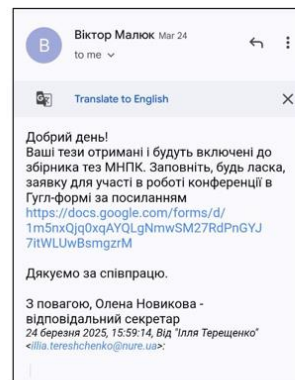 В
Віктор Малюк Mar 24
to me
Translate to English
Добрий день!
Ваші тези отримані і будуть включені до
збірника тез МНПК. Заповніть, будь ласка,
заявку для участі в роботі конференції в
Гугл-формі за посиланням
https://docs.google.com/forms/d/
1m5nxQjq0xqAYQLgNmwSM27RdPnGYJ
7itWLUwBsmgzrM
Дякуємо за співпрацю.
З повагою, Олена Новикова -
відповідальний секретар
24 березня 2025, 15:59:14, Від "Ілля Терещенко"
<illia.tereshchenko@nure.ua>: